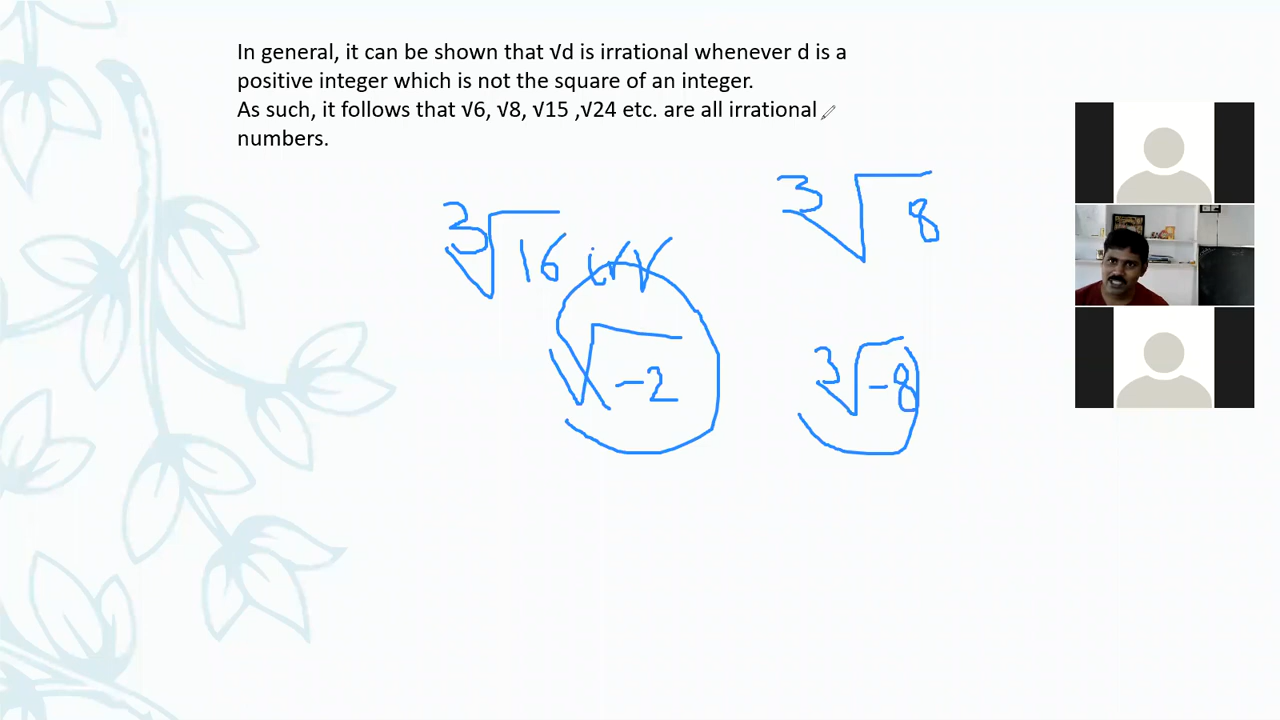 In general, it can be shown that √d is irrational whenever d is a
positive integer which is not the square of an integer.
As such, it follows that √6, √8, √15 ,√24 etc. are all irrational
numbers.
∛8
∛16 irr
√-2
∛-8